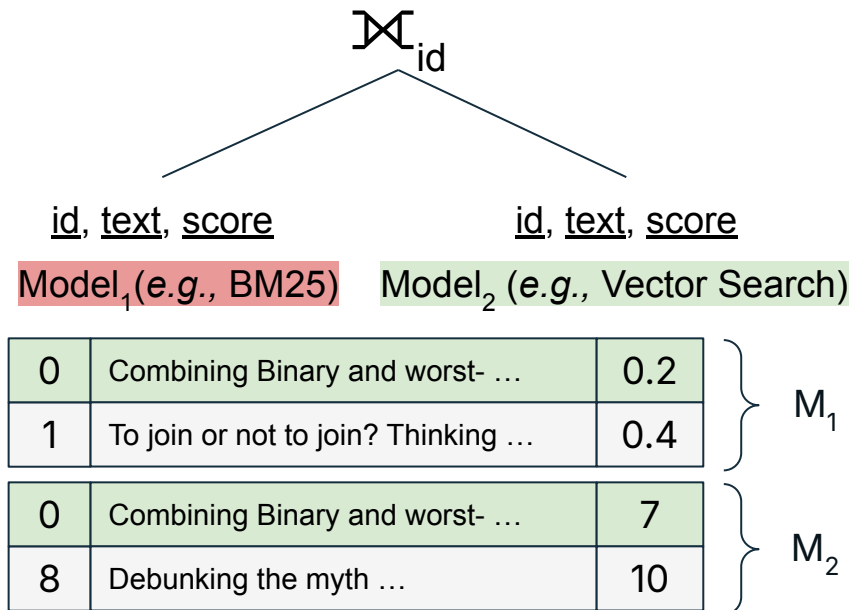 ⟗id
id, text, score
id, text, score
Model1(e.g., BM25)
Model2 (e.g., Vector Search)
0 Combining Binary and worst- … 0.2
1 To join or not to join? Thinking … 0.4
M1
0 Combining Binary and worst- … 7
8 Debunking the myth … 10
M2